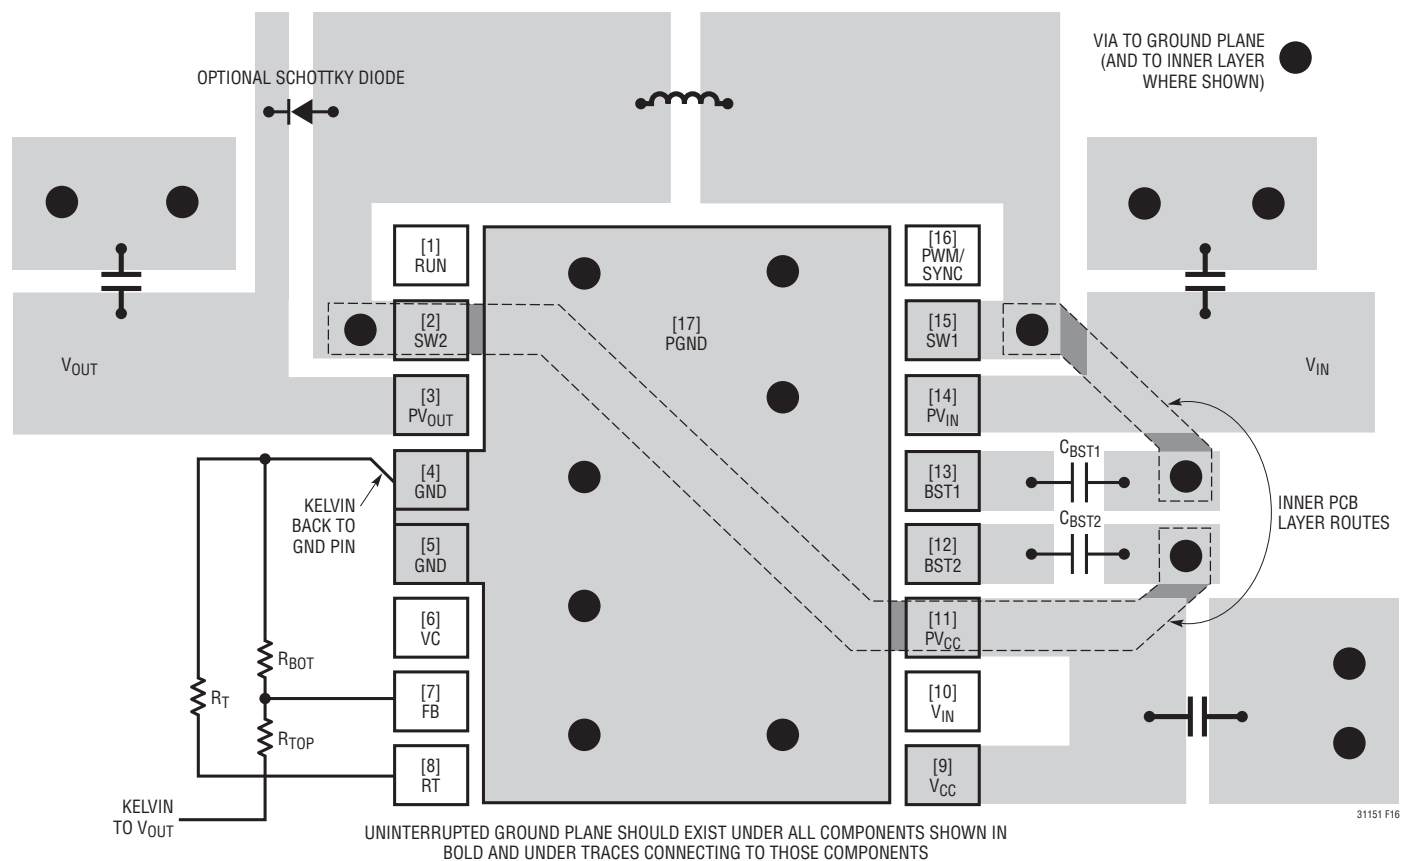 VIA TO GROUND PLANE
(AND TO INNER LAYER
WHERE SHOWN)
OPTIONAL SCHOTTKY DIODE
[1]
RUN
[2]
SW2
[3]
PVOUT
[4]
GND
[5]
GND
[6]
VC
[7]
FB
[8]
RT
[17]
PGND
[16]
PWM/
SYNC
[15]
SW1
[14]
PVIN
[13]
BST1
[12]
BST2
[11]
PVCC
[10]
VIN
[9]
VCC
VOUT
VIN
CBST1
CBST2
INNER PCB
LAYER ROUTES
KELVIN
BACK TO
GND PIN
RBOT
RT
RTOP
KELVIN
TO VOUT
31151 F16
UNINTERRUPTED GROUND PLANE SHOULD EXIST UNDER ALL COMPONENTS SHOWN IN
BOLD AND UNDER TRACES CONNECTING TO THOSE COMPONENTS